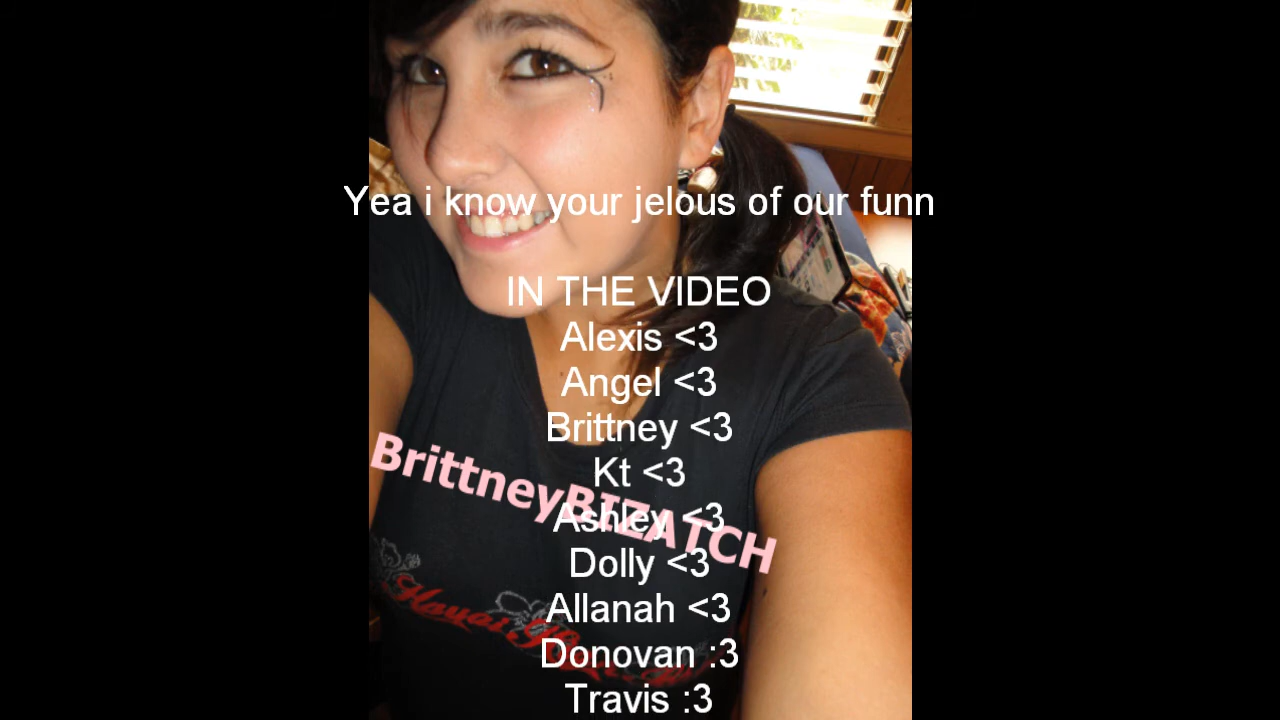 Yea i know your jelous of our funn
IN THE VIDEO
Alexis <3
Angel <3
Brittney <3
Kt <3
BrittneyBIZATCH
Ashley <3
Dolly <3
Allanah <3
Donovan :3
Travis :3